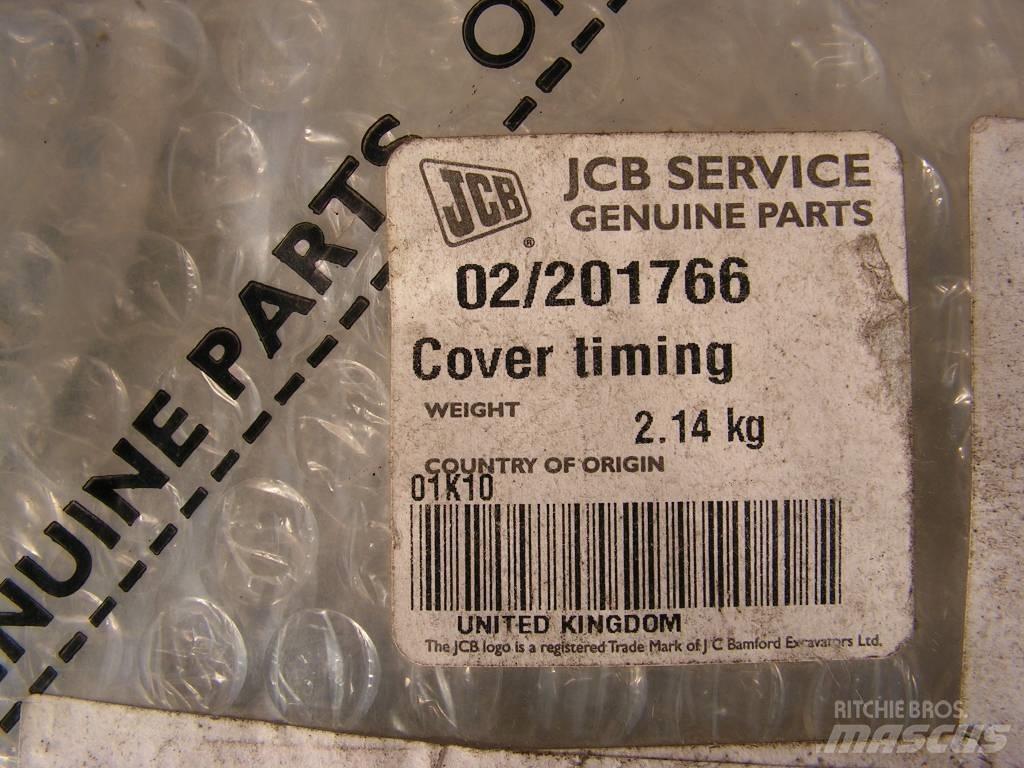 GENUINE PARTS
JCB
®
JCB SERVICE
GENUINE PARTS
02/201766
Cover timing
WEIGHT
2.14 kg
COUNTRY OF ORIGIN
01K10
UNITED KINGDOM
The JCB logo is a registered Trade Mark of J C Bamford Excavators Ltd.
RITCHIE BROS.
MASCUS